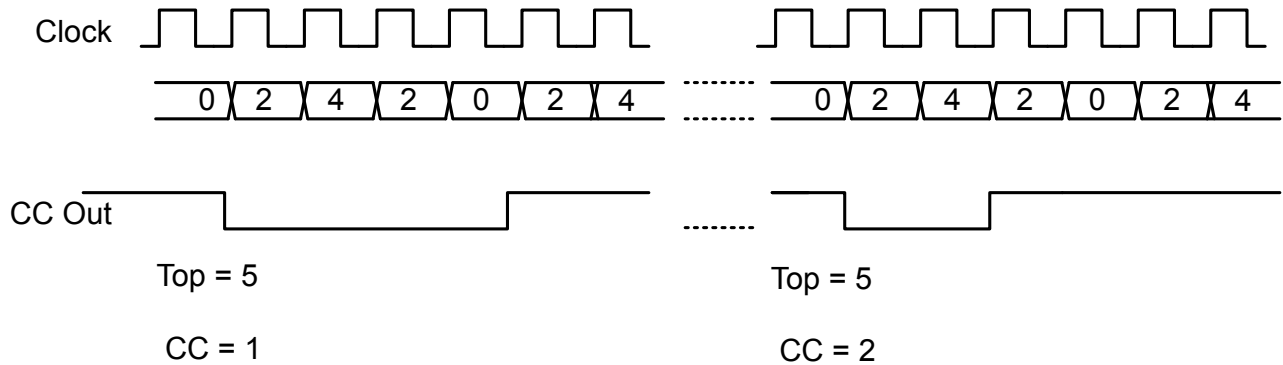 Clock
0 2 4 2 0 2 4 0 2 4 2 0 2 4
CC Out
Top = 5 Top = 5
CC = 1 CC = 2